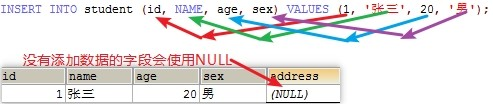 INSERT INTO student (id, NAME, age, sex) VALUES (1, '张三', 20, '男');
没有添加数据的字段会使用NULL
id name age sex address
1 张三 20 男 (NULL)